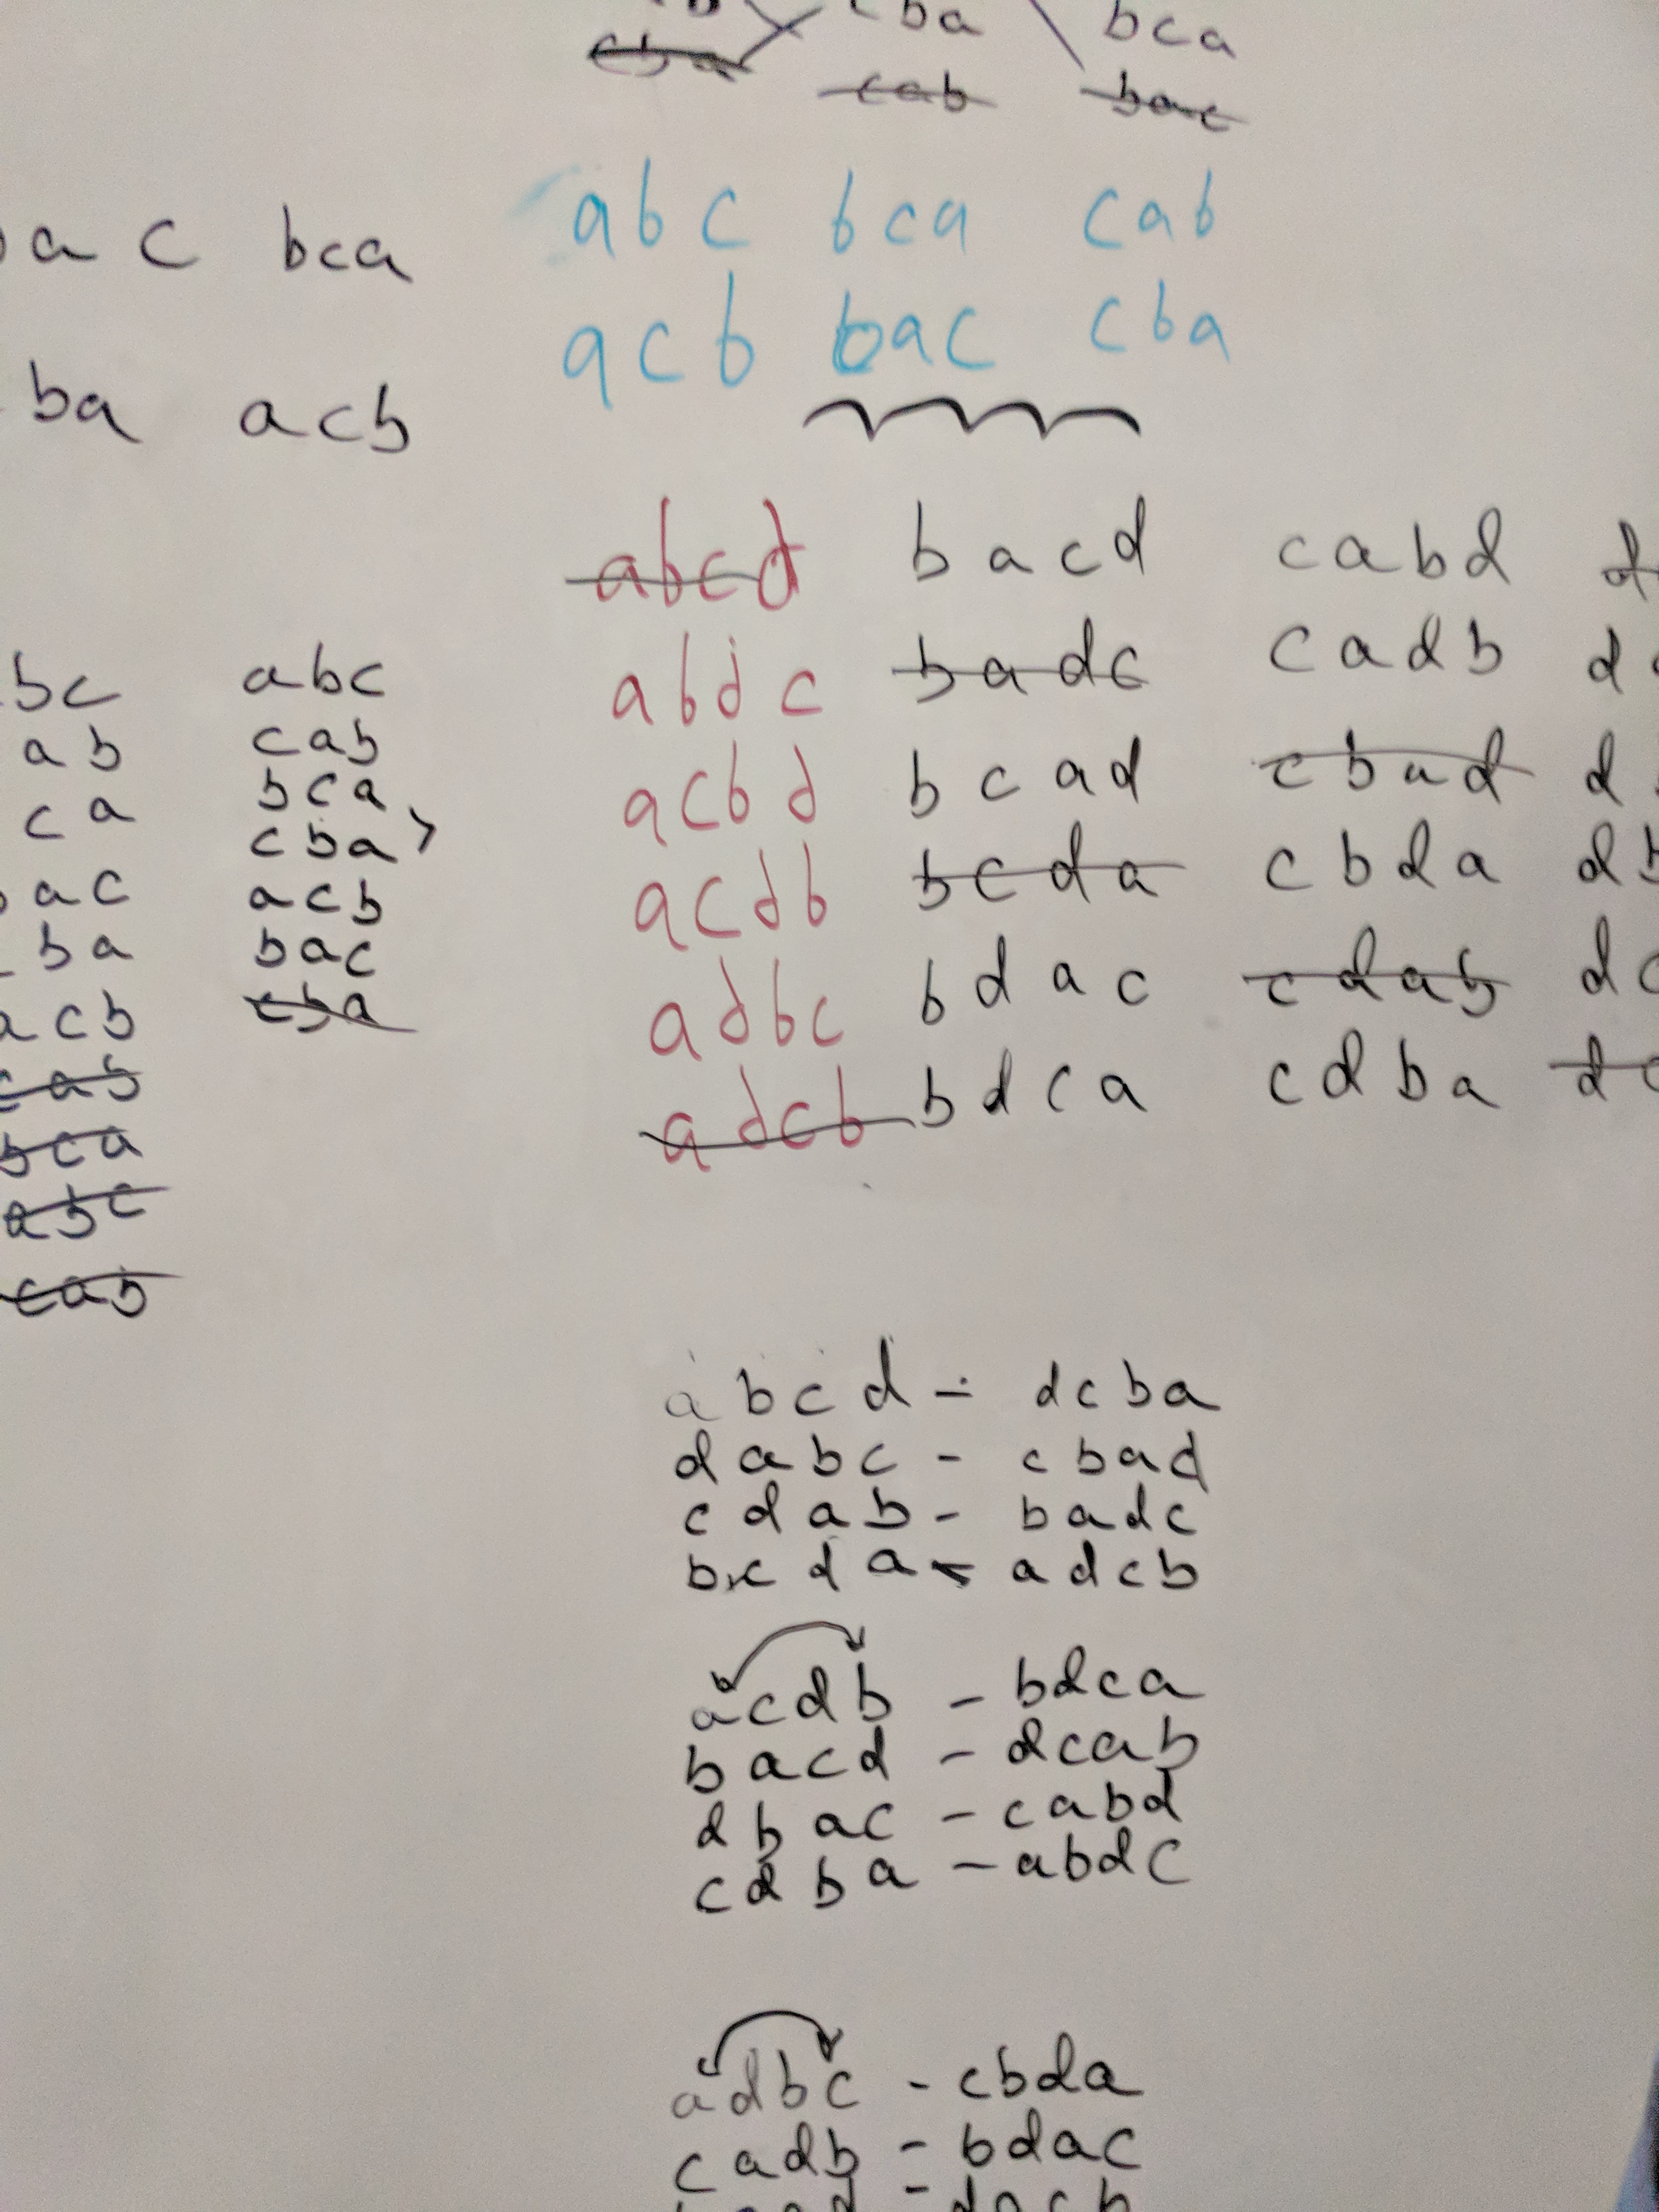 cba bca
cba cab bac
abc bca cab
a c bca
acb bac cba
ba acb
abcd bacd cabd
abdc badc cadb d
bc abc
ab cab
acbd bcad cbad d
ca bca
cba
acdb bcda cbda db
ac acb
ba bac
adbc bdac cdab d
acb cba
cab
adcb bdca cdba d
bca
abc
cab
abcd - dcba
dabc - cbad
cdab - badc
bcda - adcb
acdb - bdca
bacd - dcab
dbac - cabd
cdba - abdc
adbc - cbda
cadb - bdac